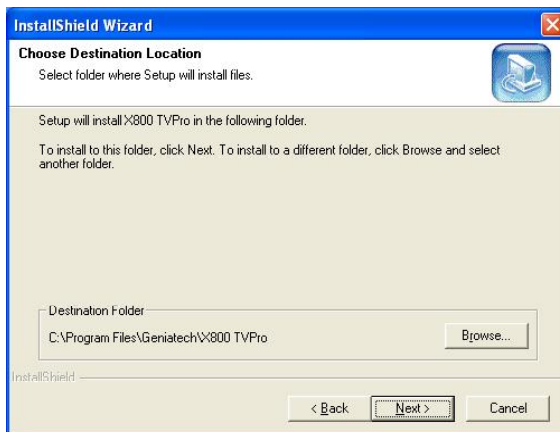 InstallShield Wizard
Choose Destination Location
Select folder where Setup will install files.
Setup will install X800 TVPro in the following folder.
To install to this folder, click Next. To install to a different folder, click Browse and select
another folder.
Destination Folder
C:\Program Files\Geniatech\X800 TVPro
Browse...
InstallShield
< Back
Next >
Cancel